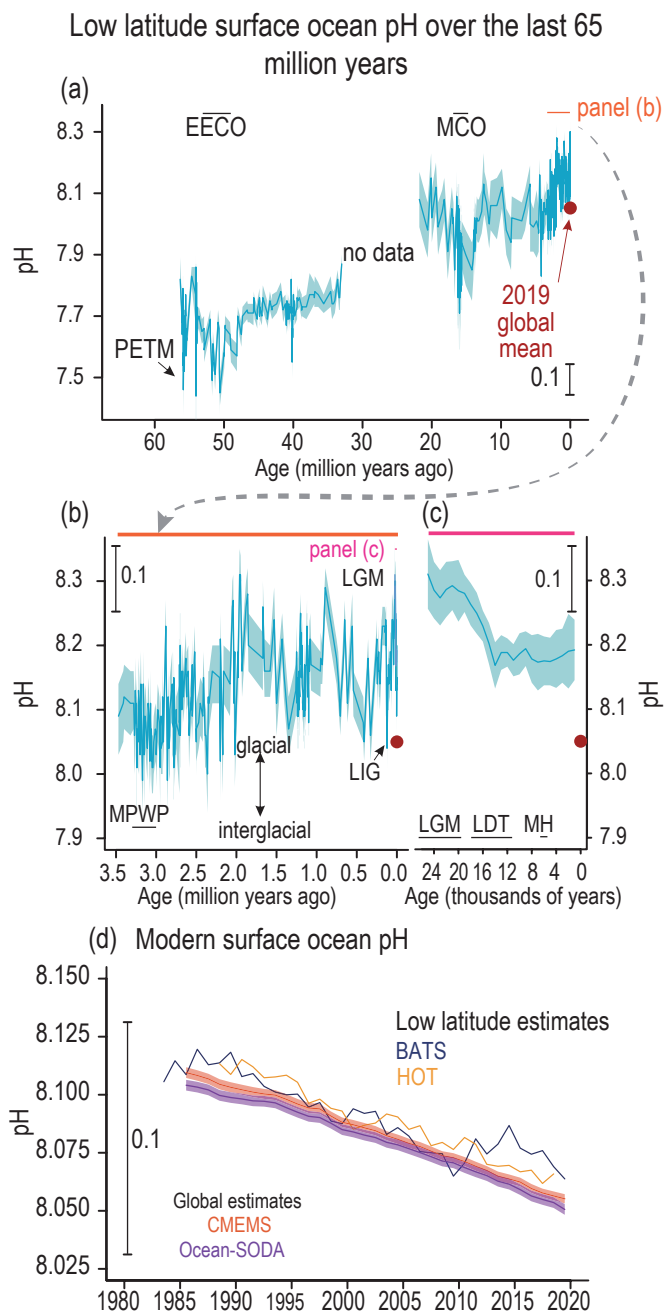 Low latitude surface ocean pH over the last 65
million years
(a)
EECO
MCO
panel (b)
8.3
8.1
7.9
7.7
7.5
pH
no data
PETM
2019
global
mean
0.1
60 50 40 30 20 10 0
Age (million years ago)
(b)
panel (c)
LGM
0.1
8.3
8.2
8.1
8.0
7.9
pH
glacial
interglacial
LIG
MPWP
3.5 3.0 2.5 2.0 1.5 1.0 0.5 0.0
Age (million years ago)
(c)
0.1
8.3
8.2
8.1
8.0
7.9
pH
LGM LDT MH
24 20 16 12 8 4 0
Age (thousands of years)
(d) Modern surface ocean pH
8.150
8.125
8.100
8.075
8.050
8.025
pH
0.1
Low latitude estimates
BATS
HOT
Global estimates
CMEMS
Ocean-SODA
1980 1985 1990 1995 2000 2005 2010 2015 2020